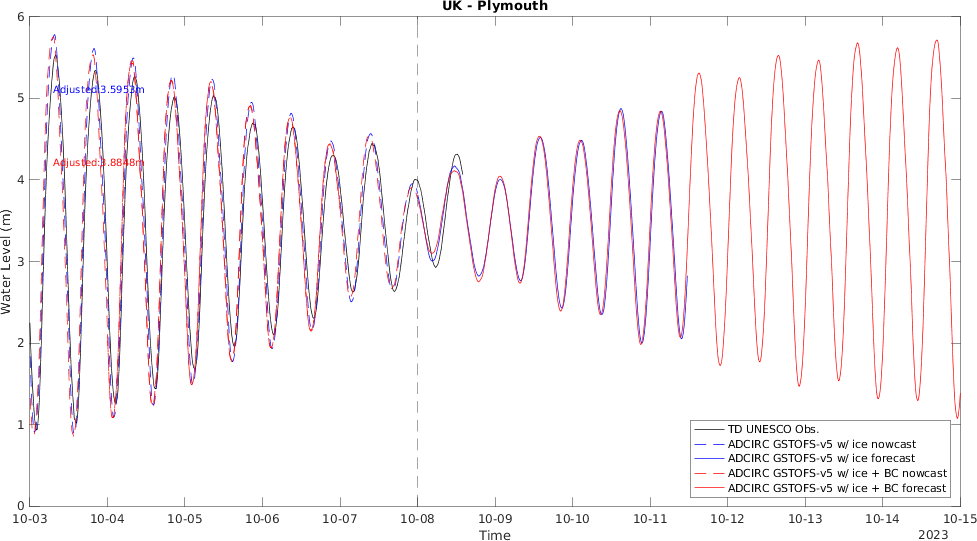 UK - Plymouth
6
5
4
3
2
1
0
Water Level (m)
Adjusted:3.5953m
Adjusted:3.8848m
TD UNESCO Obs.
ADCIRC GSTOFS-v5 w/ ice nowcast
ADCIRC GSTOFS-v5 w/ ice forecast
ADCIRC GSTOFS-v5 w/ ice + BC nowcast
ADCIRC GSTOFS-v5 w/ ice + BC forecast
10-03 10-04 10-05 10-06 10-07 10-08 10-09 10-10 10-11 10-12 10-13 10-14 10-15
Time
2023